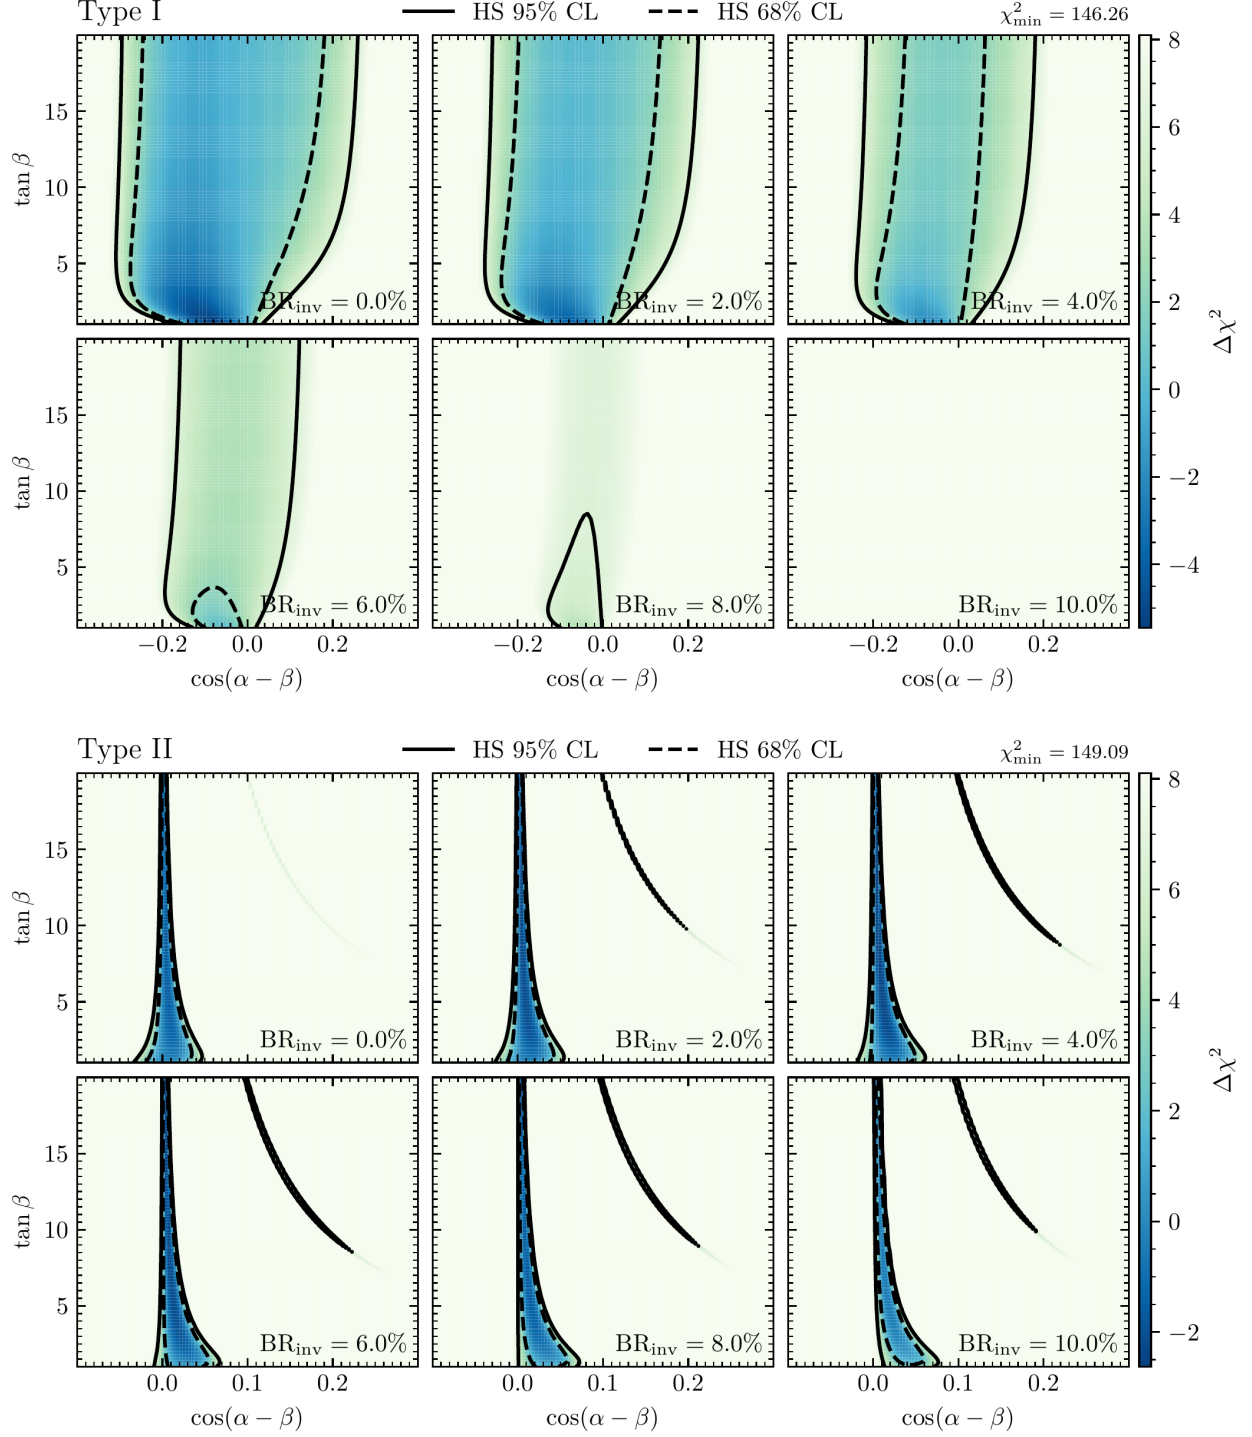 Type I HS 95% CL HS 68% CL χ²min = 146.26
15
10
5
tan β
BRinv = 0.0% BRinv = 2.0% BRinv = 4.0%
15
10
5
tan β
BRinv = 6.0% BRinv = 8.0% BRinv = 10.0%
−0.2 0.0 0.2 −0.2 0.0 0.2 −0.2 0.0 0.2
cos(α − β) cos(α − β) cos(α − β)
8
6
4
2
0
−2
−4
Δχ²
Type II HS 95% CL HS 68% CL χ²min = 149.09
15
10
5
tan β
BRinv = 0.0% BRinv = 2.0% BRinv = 4.0%
15
10
5
tan β
BRinv = 6.0% BRinv = 8.0% BRinv = 10.0%
0.0 0.1 0.2 0.0 0.1 0.2 0.0 0.1 0.2
cos(α − β) cos(α − β) cos(α − β)
8
6
4
2
0
−2
Δχ²